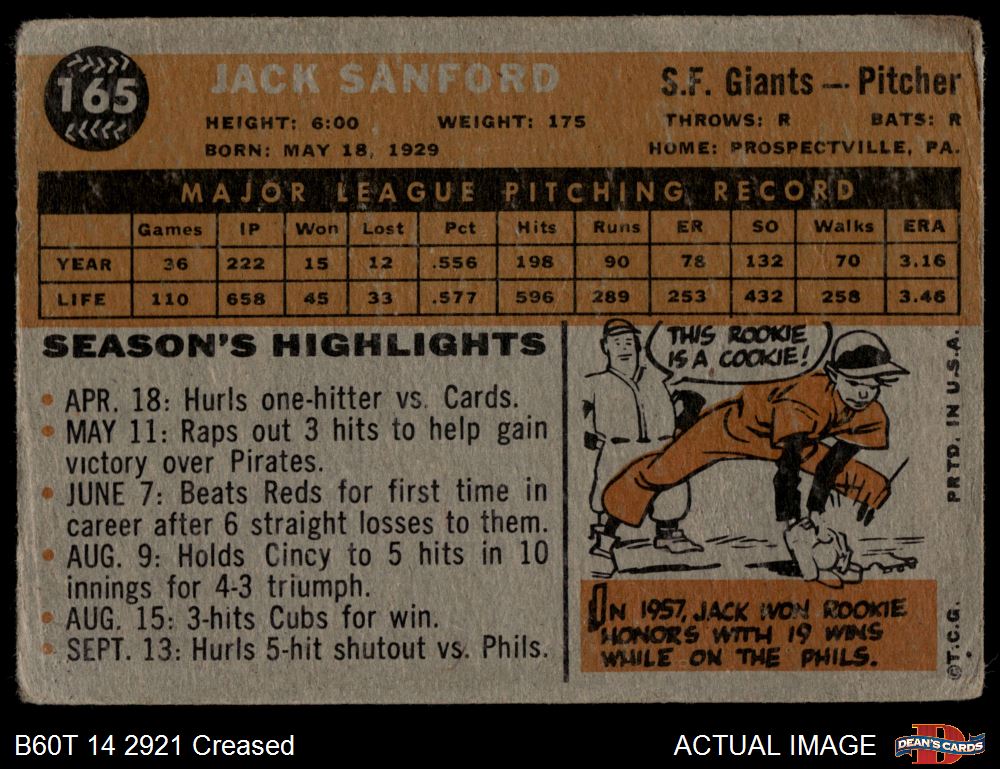 165
JACK SANFORD
S.F. Giants — Pitcher
HEIGHT: 6:00 WEIGHT: 175 THROWS: R BATS: R
BORN: MAY 18, 1929 HOME: PROSPECTVILLE, PA.
MAJOR LEAGUE PITCHING RECORD
Games IP Won Lost Pct Hits Runs ER SO Walks ERA
YEAR 36 222 15 12 .556 198 90 78 132 70 3.16
LIFE 110 658 45 33 .577 596 289 253 432 258 3.46
SEASON'S HIGHLIGHTS
• APR. 18: Hurls one-hitter vs. Cards.
• MAY 11: Raps out 3 hits to help gain
victory over Pirates.
• JUNE 7: Beats Reds for first time in
career after 6 straight losses to them.
• AUG. 9: Holds Cincy to 5 hits in 10
innings for 4-3 triumph.
• AUG. 15: 3-hits Cubs for win.
• SEPT. 13: Hurls 5-hit shutout vs. Phils.
THIS ROOKIE
IS A COOKIE!
IN 1957, JACK WON ROOKIE
HONORS WITH 19 WINS
WHILE ON THE PHILS.
©T.C.G. PRTD. IN U.S.A.
B60T 14 2921 Creased
ACTUAL IMAGE
DEAN'S CARDS